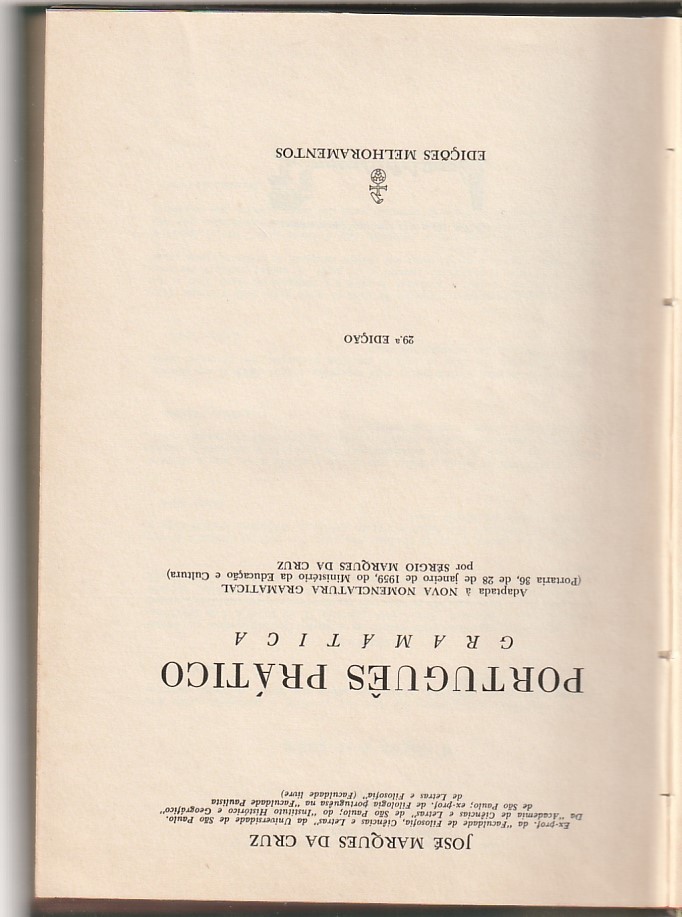 JOSÉ MARQUES DA CRUZ
Ex-prof. da "Faculdade de Filosofia, Ciências e Letras" da Universidade de São Paulo.
Da "Academia de Ciências e Letras" de São Paulo; do "Instituto Histórico e Geográfico"
de São Paulo; ex-prof. de Filologia portuguêsa na "Faculdade Paulista
de Letras e Filosofia" (Faculdade livre)
PORTUGUÊS PRÁTICO
GRAMÁTICA
Adaptada à NOVA NOMENCLATURA GRAMATICAL
(Portaria 36, de 28 de janeiro de 1959, do Ministério da Educação e Cultura)
por SÉRGIO MARQUES DA CRUZ
29.ª EDIÇÃO
EDIÇÕES MELHORAMENTOS